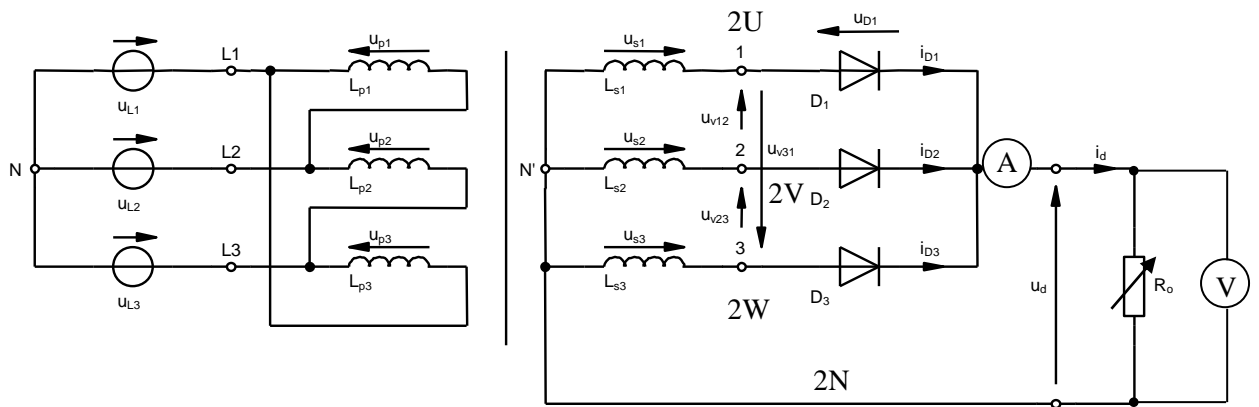 2U
u_D1
u_p1
u_s1
L1
1
i_D1
L_p1
L_s1
D_1
u_L1
u_v12
A
L2
u_p2
u_s2
2
u_v31
i_D2
i_d
N
N'
L_p2
L_s2
2V
D_2
u_L2
u_v23
L3
u_p3
u_s3
3
i_D3
L_p3
L_s3
D_3
u_d
R_o
V
u_L3
2W
2N